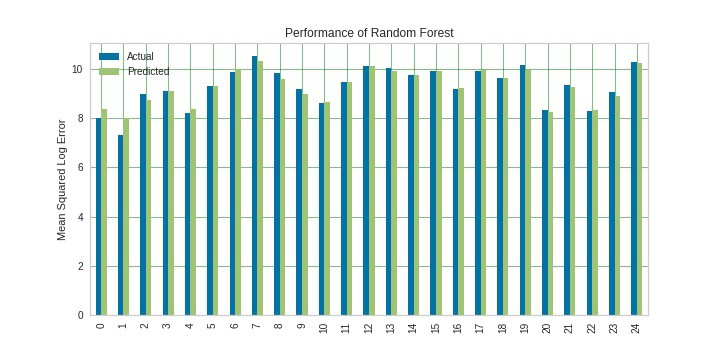 Performance of Random Forest
Actual
Predicted
Mean Squared Log Error
10
8
6
4
2
0
0 1 2 3 4 5 6 7 8 9 10 11 12 13 14 15 16 17 18 19 20 21 22 23 24